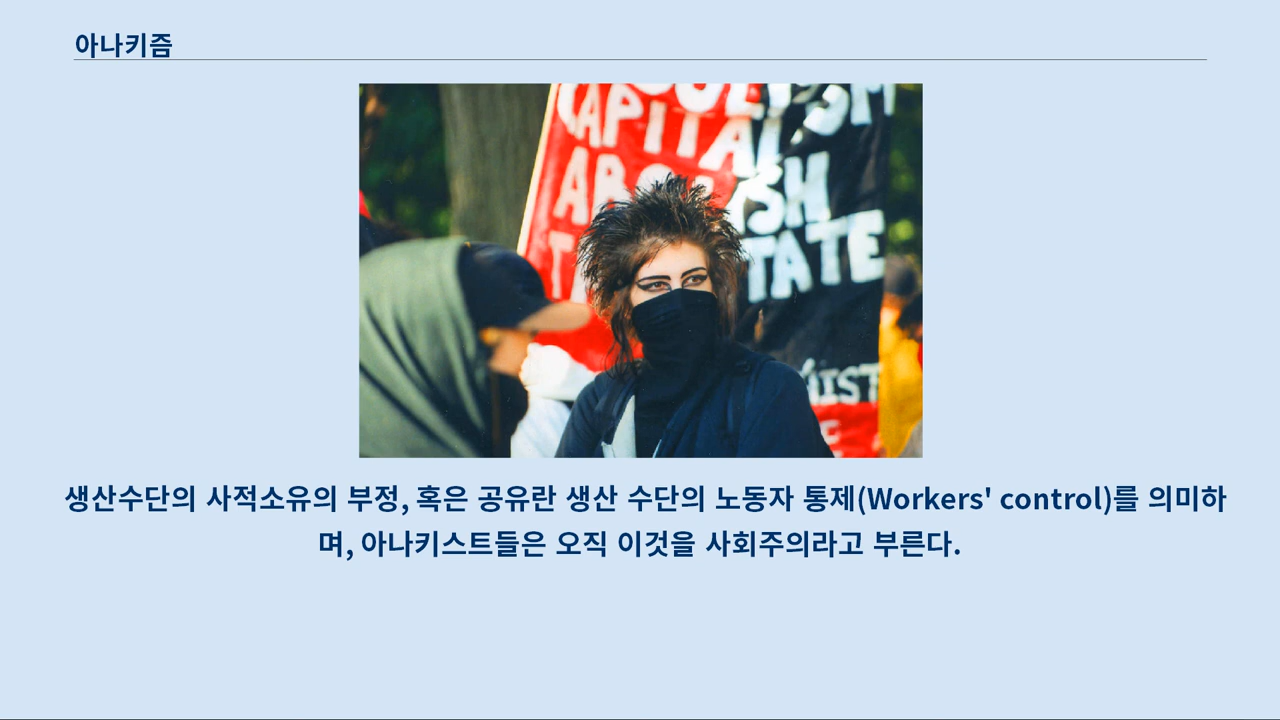 아나키즘
CAPITALISM
ISH
TATE
생산수단의 사적소유의 부정, 혹은 공유란 생산 수단의 노동자 통제(Workers' control)를 의미하
며, 아나키스트들은 오직 이것을 사회주의라고 부른다.